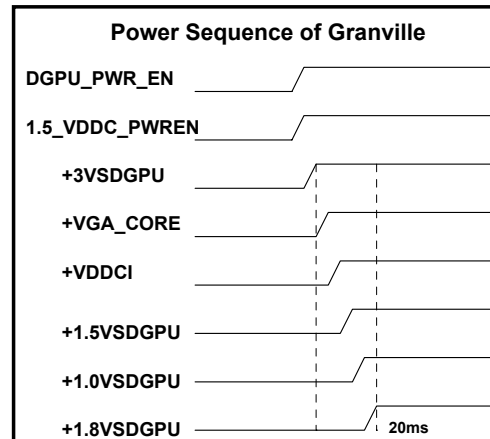 Power Sequence of Granville
DGPU_PWR_EN
1.5_VDDC_PWREN
+3VSDGPU
+VGA_CORE
+VDDCI
+1.5VSDGPU
+1.0VSDGPU
+1.8VSDGPU
20ms